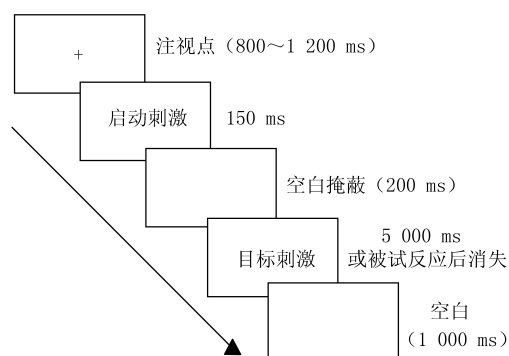 +
注视点（800～1 200 ms）
启动刺激
150 ms
空白掩蔽（200 ms）
目标刺激
5 000 ms
或被试反应后消失
空白
（1 000 ms）